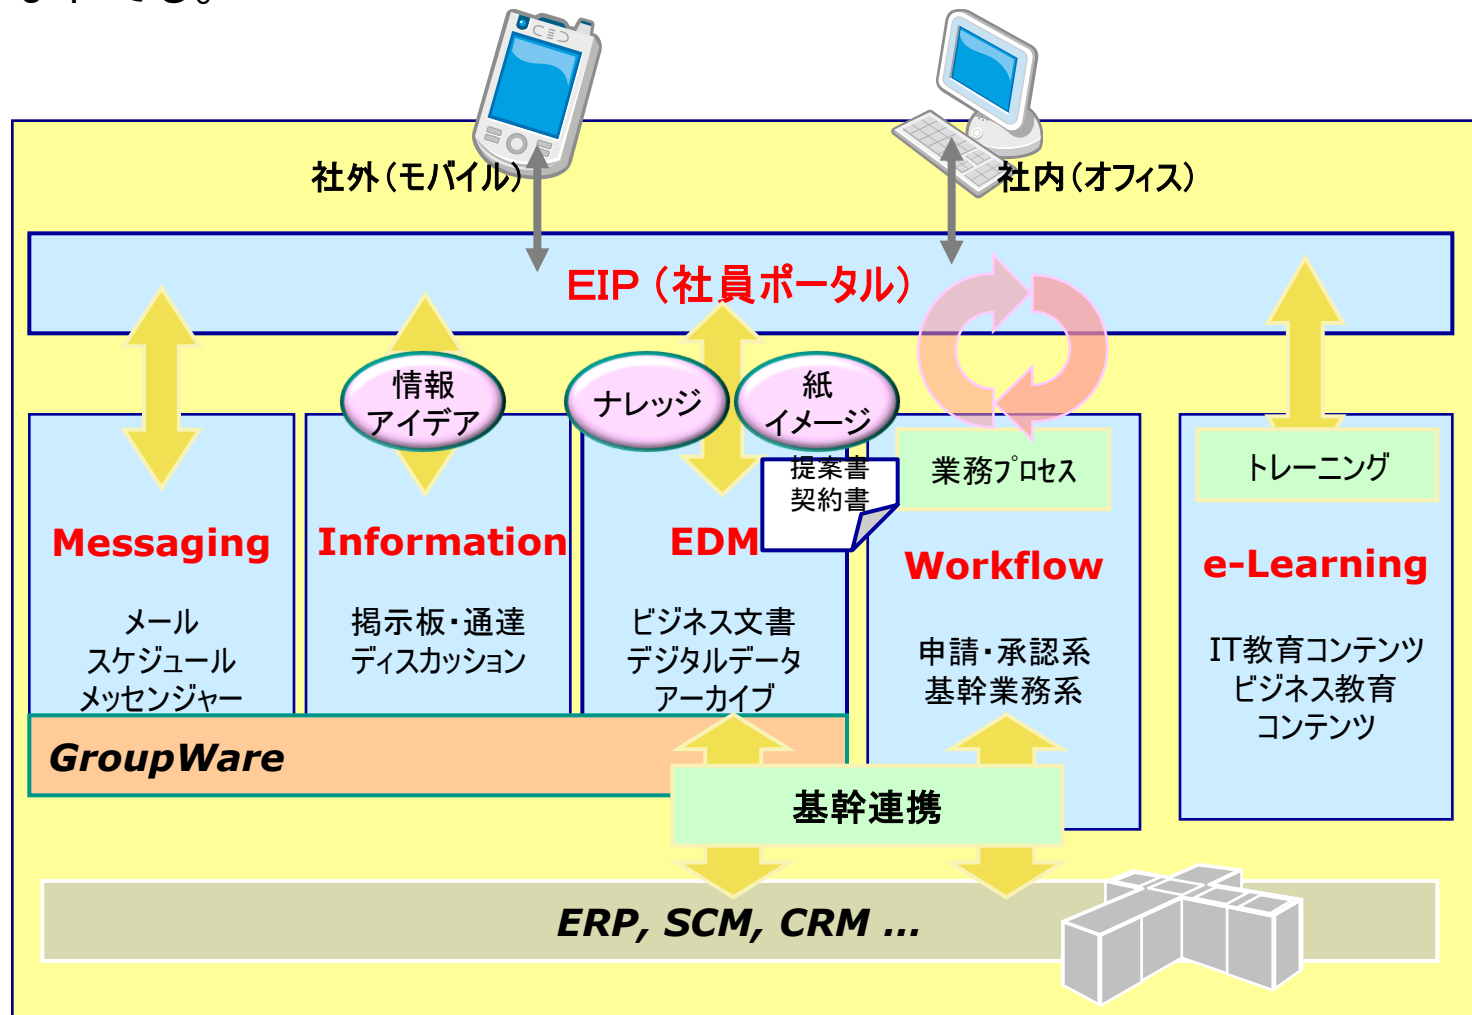 社外(モバイル)
社内(オフィス)
EIP(社員ポータル)
情報
アイデア
ナレッジ
紙
イメージ
提案書
契約書
業務プロセス
トレーニング
Messaging
メール
スケジュール
メッセンジャー
Information
掲示板・通達
ディスカッション
EDM
ビジネス文書
デジタルデータ
アーカイブ
Workflow
申請・承認系
基幹業務系
e-Learning
IT教育コンテンツ
ビジネス教育
コンテンツ
GroupWare
基幹連携
ERP, SCM, CRM …